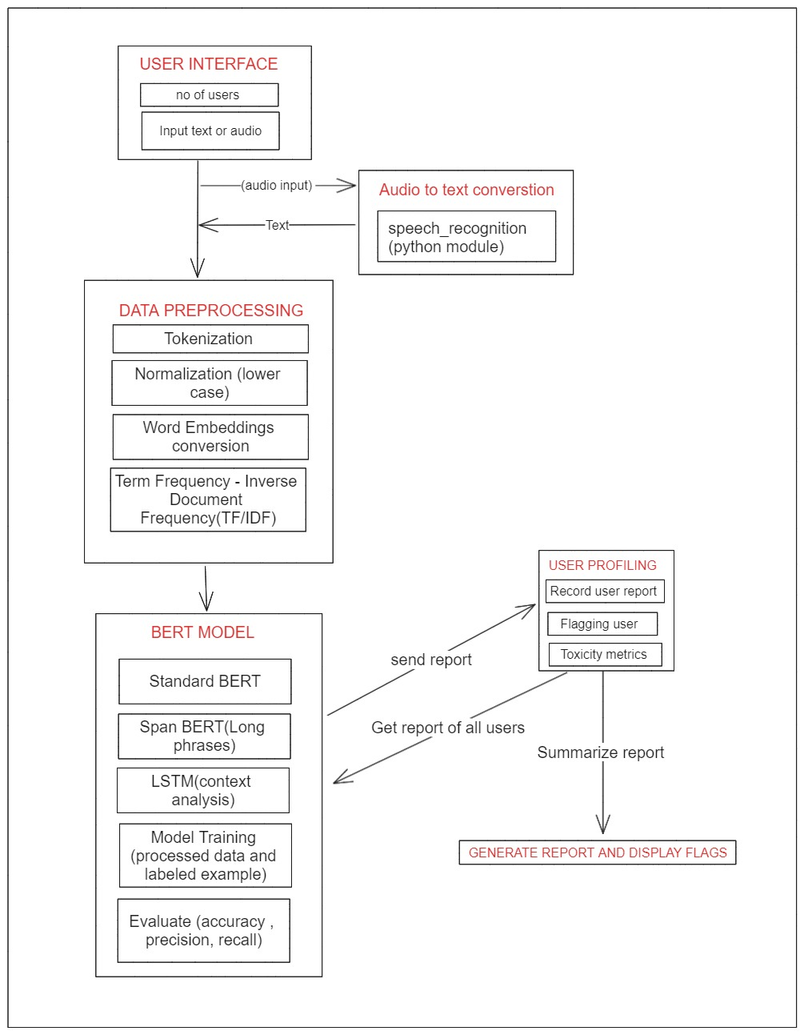 USER INTERFACE
no of users
Input text or audio
(audio input)
Text
Audio to text converstion
speech_recognition
(python module)
DATA PREPROCESSING
Tokenization
Normalization (lower
case)
Word Embeddings
conversion
Term Frequency - Inverse
Document
Frequency(TF/IDF)
BERT MODEL
Standard BERT
Span BERT(Long
phrases)
LSTM(context
analysis)
Model Training
(processed data and
labeled example)
Evaluate (accuracy ,
precision, recall)
send report
Get report of all users
USER PROFILING
Record user report
Flagging user
Toxicity metrics
Summarize report
GENERATE REPORT AND DISPLAY FLAGS